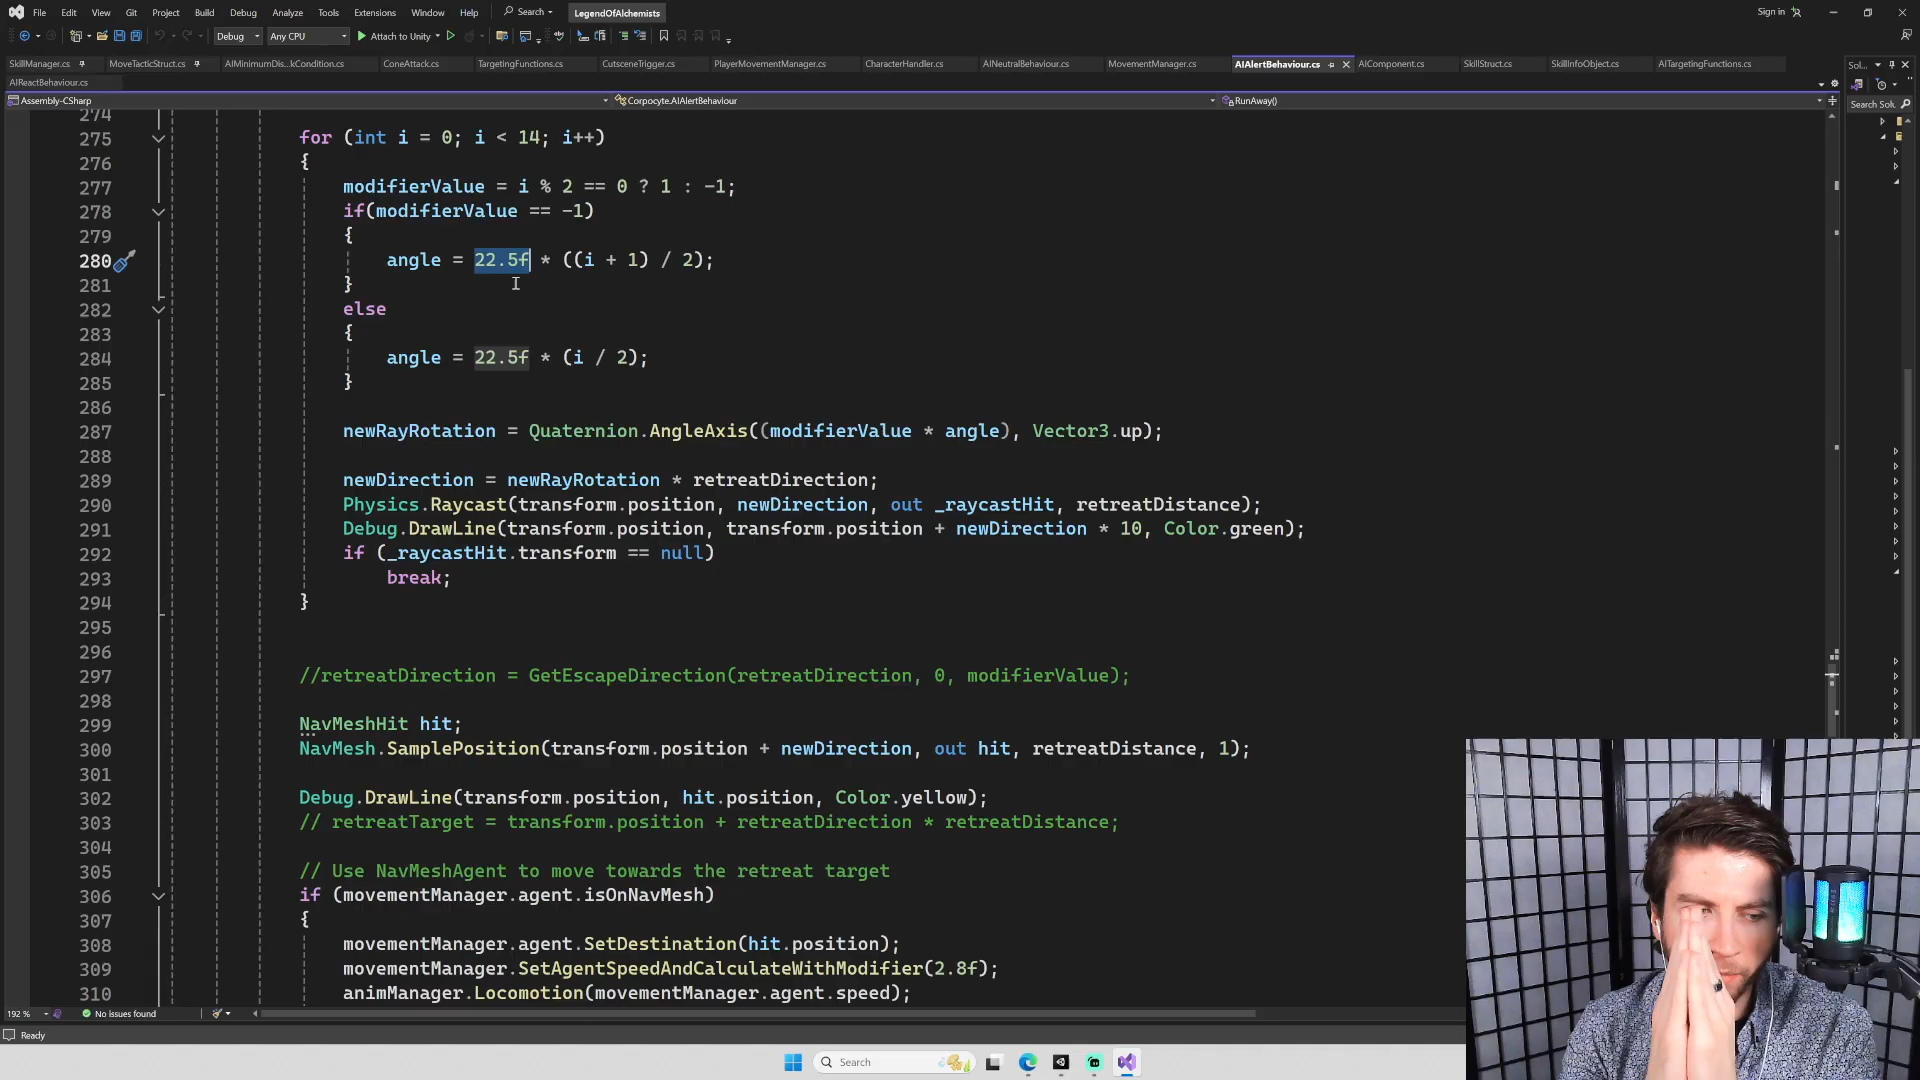 File Edit View Git Project Build Debug Analyze Tools Extensions Window Help Search LegendOfAlchemists Sign in
Debug Any CPU Attach to Unity
SkillManager.cs MoveTacticStruct.cs AIMinimumDis...kCondition.cs ConeAttack.cs TargetingFunctions.cs CutsceneTrigger.cs PlayerMovementManager.cs CharacterHandler.cs AINeutralBehaviour.cs MovementManager.cs AIAlertBehaviour.cs AIComponent.cs SkillStruct.cs SkillInfoObject.cs AITargetingFunctions.cs Sol...
AIReactBehaviour.cs
Assembly-CSharp Corpocyte.AIAlertBehaviour RunAway() Search Solu
274
275 for (int i = 0; i < 14; i++)
276 {
277 modifierValue = i % 2 == 0 ? 1 : -1;
278 if(modifierValue == -1)
279 {
280 angle = 22.5f * ((i + 1) / 2);
281 }
282 else
283 {
284 angle = 22.5f * (i / 2);
285 }
286
287 newRayRotation = Quaternion.AngleAxis((modifierValue * angle), Vector3.up);
288
289 newDirection = newRayRotation * retreatDirection;
290 Physics.Raycast(transform.position, newDirection, out _raycastHit, retreatDistance);
291 Debug.DrawLine(transform.position, transform.position + newDirection * 10, Color.green);
292 if (_raycastHit.transform == null)
293 break;
294 }
295
296
297 //retreatDirection = GetEscapeDirection(retreatDirection, 0, modifierValue);
298
299 NavMeshHit hit;
300 NavMesh.SamplePosition(transform.position + newDirection, out hit, retreatDistance, 1);
301
302 Debug.DrawLine(transform.position, hit.position, Color.yellow);
303 // retreatTarget = transform.position + retreatDirection * retreatDistance;
304
305 // Use NavMeshAgent to move towards the retreat target
306 if (movementManager.agent.isOnNavMesh)
307 {
308 movementManager.agent.SetDestination(hit.position);
309 movementManager.SetAgentSpeedAndCalculateWithModifier(2.8f);
310 animManager.Locomotion(movementManager.agent.speed);
192 % No issues found
Ready
Search